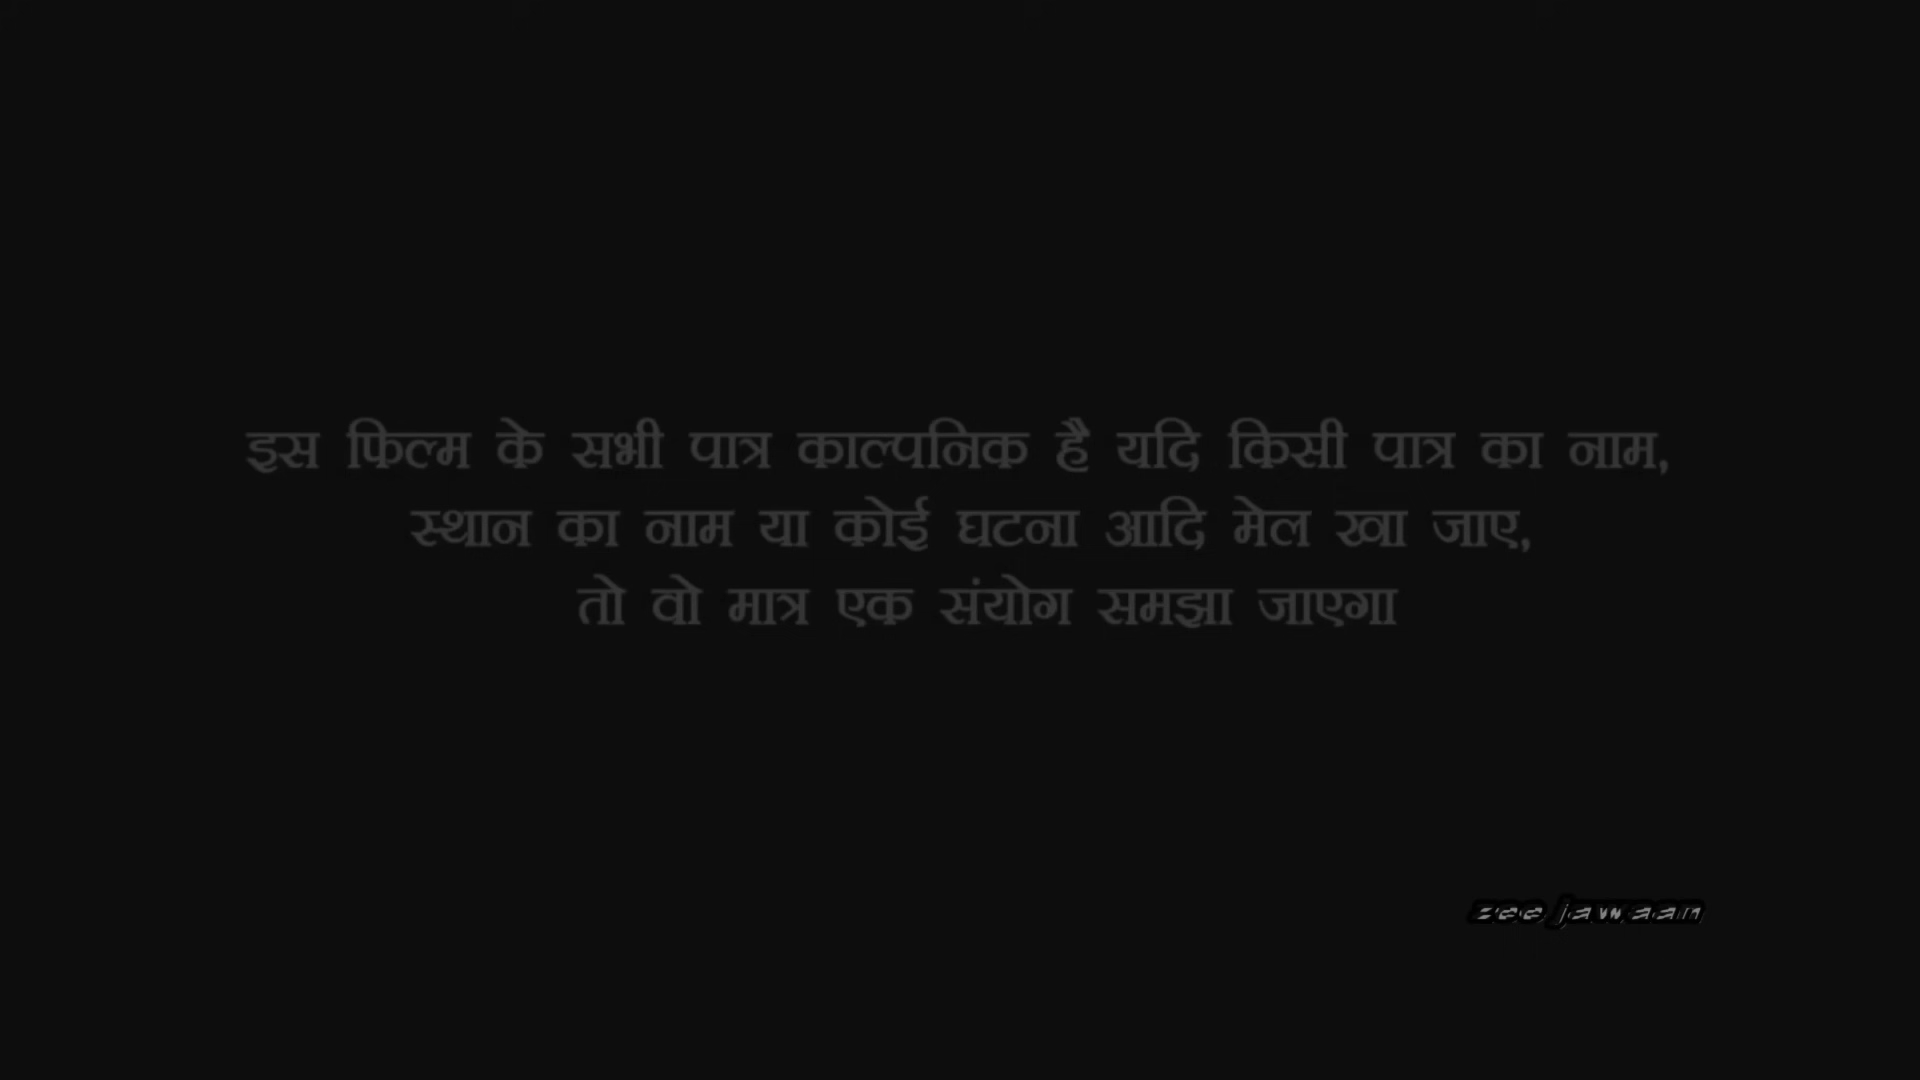 इस फिल्म के सभी पात्र काल्पनिक है यदि किसी पात्र का नाम,
स्थान का नाम या कोई घटना आदि मेल खा जाए,
तो वो मात्र एक संयोग समझा जाएगा
zee jawaan